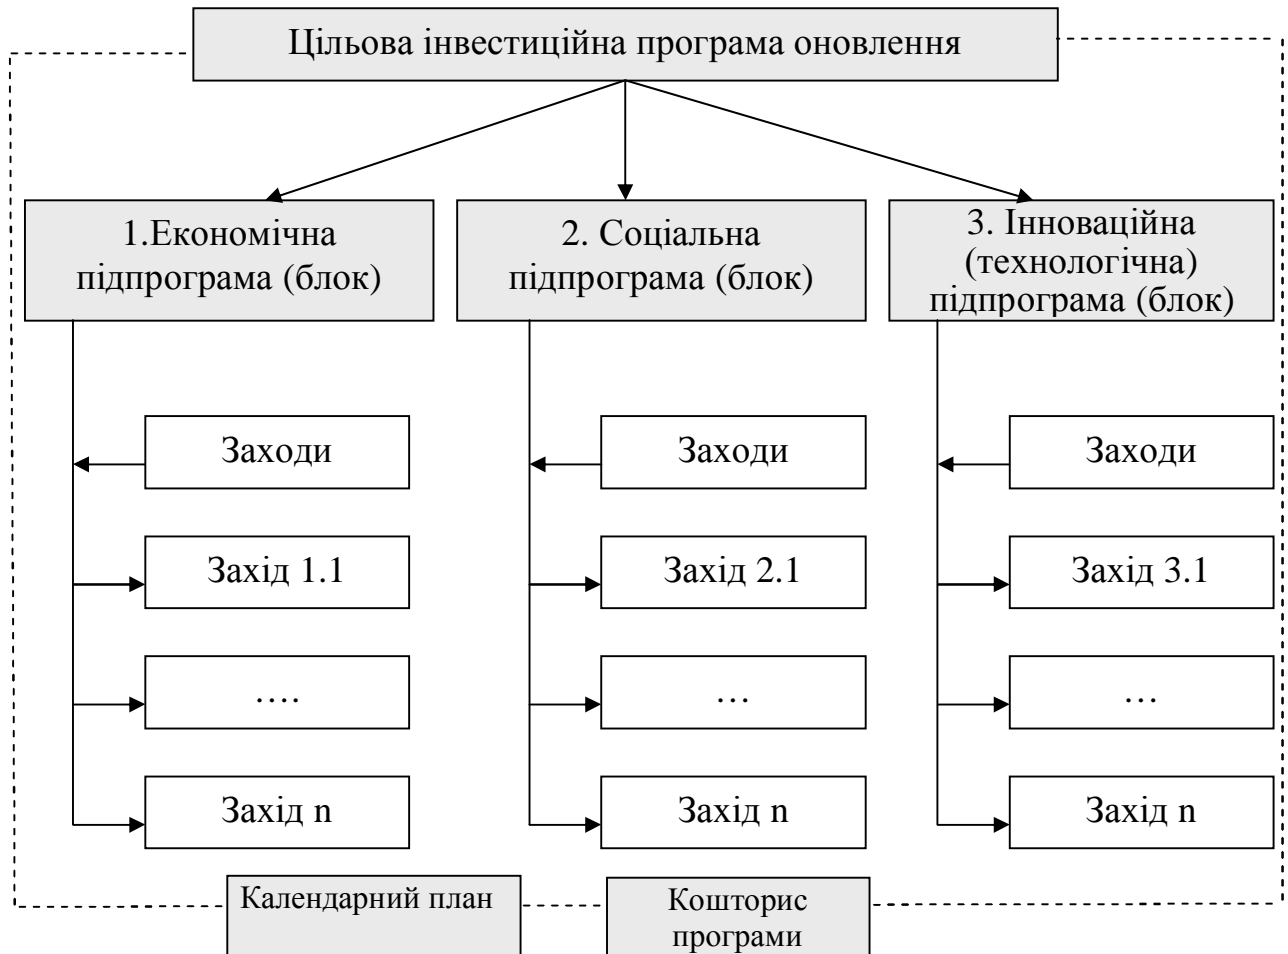 Цільова інвестиційна програма оновлення
1.Економічна
підпрограма (блок)
2. Соціальна
підпрограма (блок)
3. Інноваційна
(технологічна)
підпрограма (блок)
Заходи
Заходи
Заходи
Захід 1.1
Захід 2.1
Захід 3.1
….
…
…
Захід n
Захід n
Захід n
Календарний план
Кошторис
програми